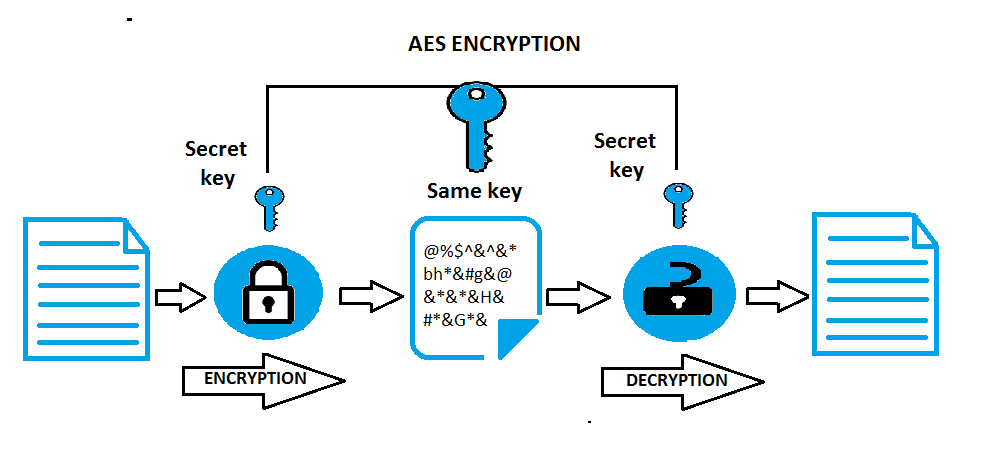 AES ENCRYPTION
Secret
key
Same key
Secret
key
@%$^&^&*
bh*&#g&@
&*&*&H&
#*&G*&
ENCRYPTION
DECRYPTION